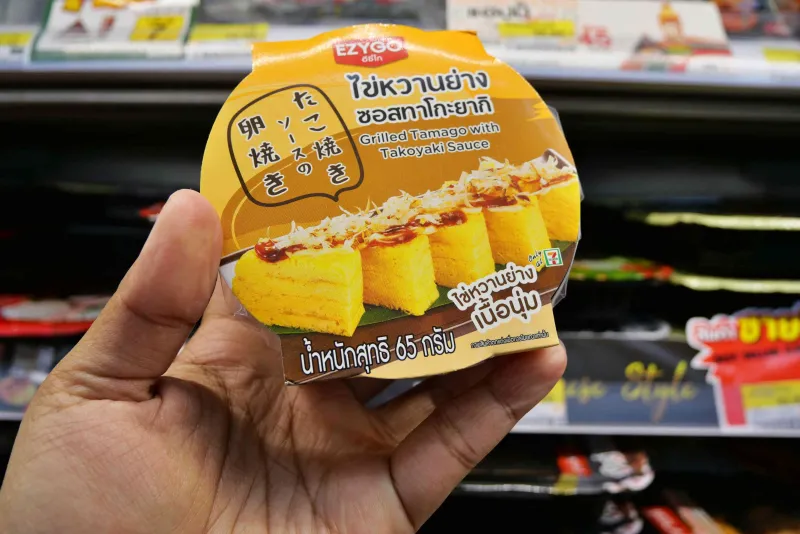 EZYGO
อีซี่โก
ไข่หวานย่าง
ซอสทาโกะยากิ
Grilled Tamago with
Takoyaki Sauce
たこ焼き
ソースの
卵焼き
Only at
ไข่หวานย่าง
เนื้อนุ่ม
น้ำหนักสุทธิ 65 กรัม
Style